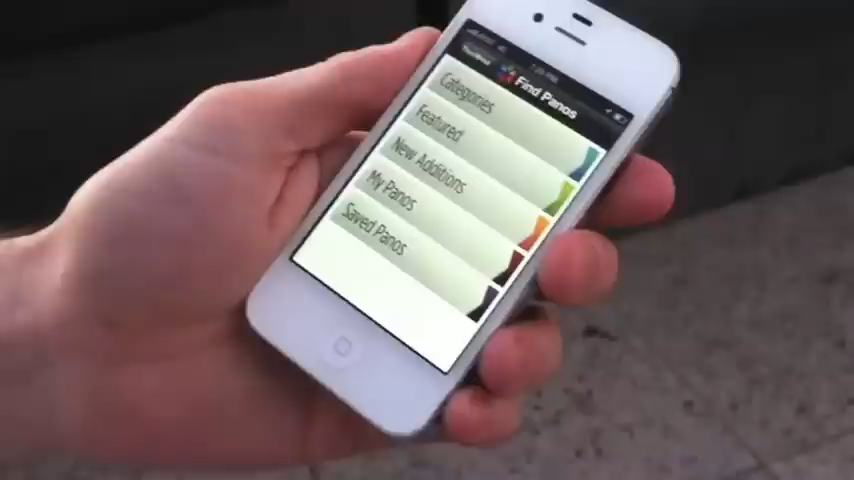 Find Panos
Categories
Featured
New Additions
My Panos
Saved Panos